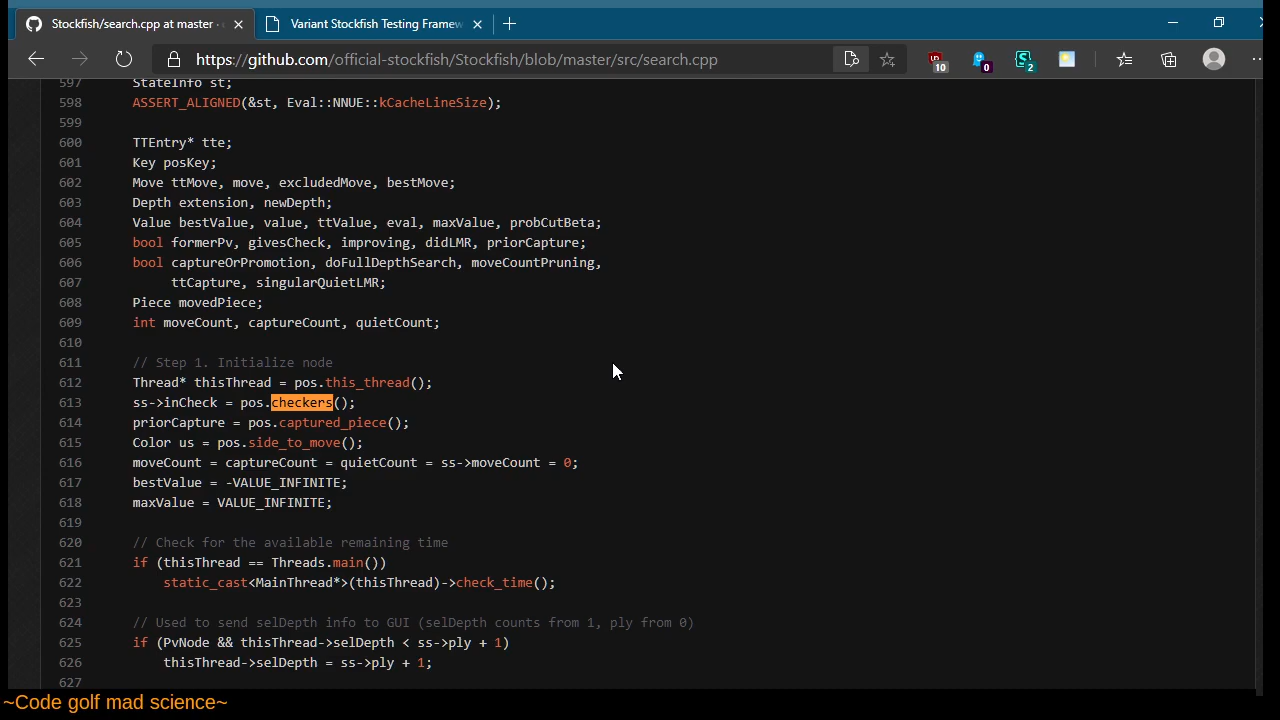 Stockfish/search.cpp at master ·
Variant Stockfish Testing Framew
https://github.com/official-stockfish/Stockfish/blob/master/src/search.cpp
10
0
2
597 StateInfo st;
598 ASSERT_ALIGNED(&st, Eval::NNUE::kCacheLineSize);
599
600 TTEntry* tte;
601 Key posKey;
602 Move ttMove, move, excludedMove, bestMove;
603 Depth extension, newDepth;
604 Value bestValue, value, ttValue, eval, maxValue, probCutBeta;
605 bool formerPv, givesCheck, improving, didLMR, priorCapture;
606 bool captureOrPromotion, doFullDepthSearch, moveCountPruning,
607 ttCapture, singularQuietLMR;
608 Piece movedPiece;
609 int moveCount, captureCount, quietCount;
610
611 // Step 1. Initialize node
612 Thread* thisThread = pos.this_thread();
613 ss->inCheck = pos.checkers();
614 priorCapture = pos.captured_piece();
615 Color us = pos.side_to_move();
616 moveCount = captureCount = quietCount = ss->moveCount = 0;
617 bestValue = -VALUE_INFINITE;
618 maxValue = VALUE_INFINITE;
619
620 // Check for the available remaining time
621 if (thisThread == Threads.main())
622 static_cast<MainThread*>(thisThread)->check_time();
623
624 // Used to send selDepth info to GUI (selDepth counts from 1, ply from 0)
625 if (PvNode && thisThread->selDepth < ss->ply + 1)
626 thisThread->selDepth = ss->ply + 1;
627
~Code golf mad science~